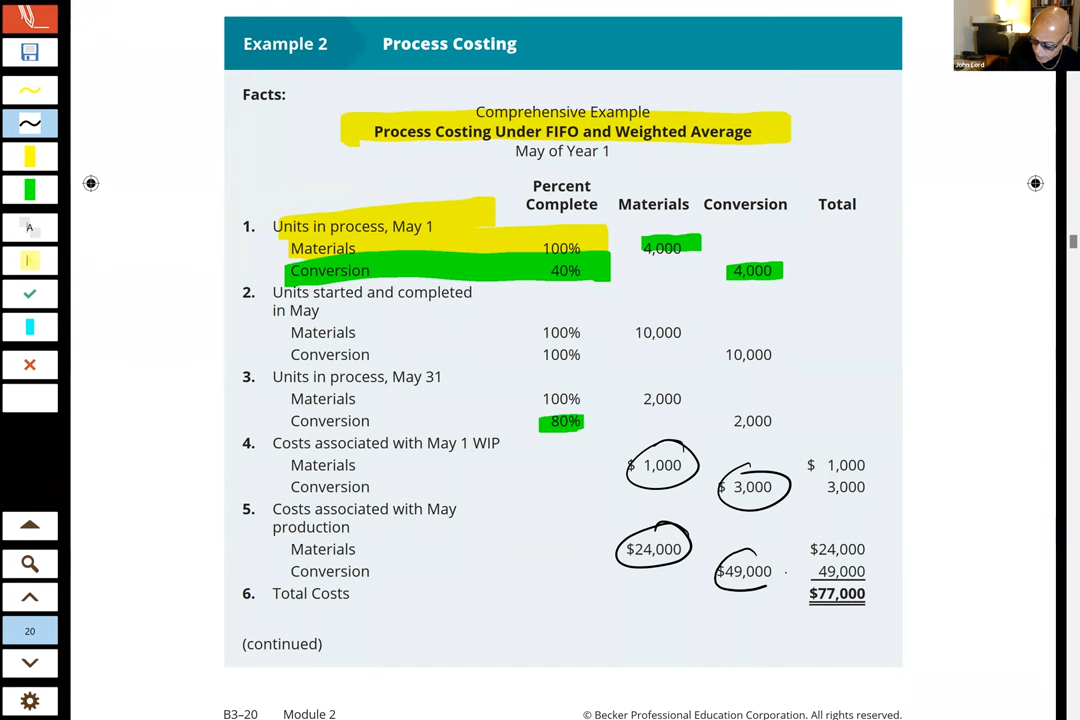 Example 2 Process Costing
John Lord
Facts:
Comprehensive Example
Process Costing Under FIFO and Weighted Average
May of Year 1
Percent
Complete Materials Conversion Total
1. Units in process, May 1
Materials 100% 4,000
Conversion 40% 4,000
2. Units started and completed
in May
Materials 100% 10,000
Conversion 100% 10,000
3. Units in process, May 31
Materials 100% 2,000
Conversion 80% 2,000
4. Costs associated with May 1 WIP
Materials $ 1,000 $ 1,000
Conversion $ 3,000 3,000
5. Costs associated with May
production
Materials $24,000 $24,000
Conversion $49,000 49,000
6. Total Costs $77,000
(continued)
20
A
B3–20 Module 2 © Becker Professional Education Corporation. All rights reserved.